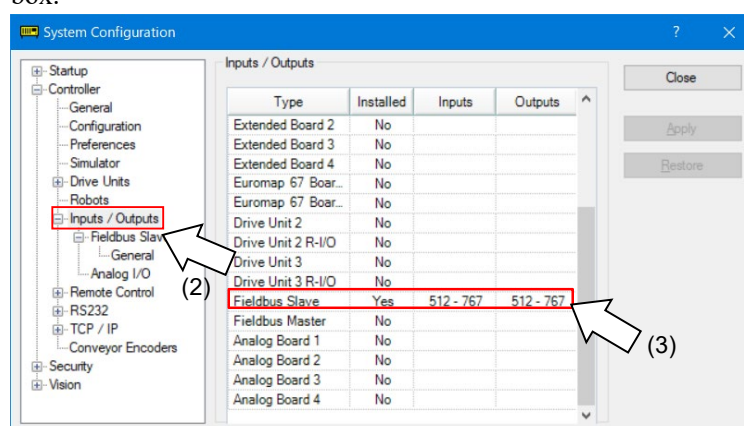 box.
System Configuration ? ×
Startup
Controller
General
Configuration
Preferences
Simulator
Drive Units
Robots
Inputs / Outputs
Fieldbus Slav
General
Analog I/O
Remote Control
RS232
TCP / IP
Conveyor Encoders
Security
Vision
(2)
Inputs / Outputs
Type Installed Inputs Outputs
Extended Board 2 No
Extended Board 3 No
Extended Board 4 No
Euromap 67 Boar... No
Euromap 67 Boar... No
Drive Unit 2 No
Drive Unit 2 R-I/O No
Drive Unit 3 No
Drive Unit 3 R-I/O No
Fieldbus Slave Yes 512 - 767 512 - 767
Fieldbus Master No
Analog Board 1 No
Analog Board 2 No
Analog Board 3 No
Analog Board 4 No
(3)
Close
Apply
Restore